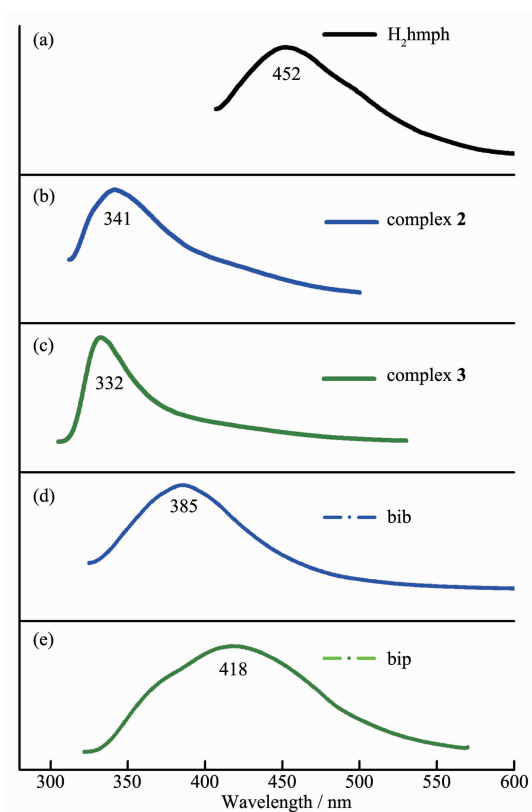 (a)
H₂hmph
452
(b)
complex 2
341
(c)
complex 3
332
(d)
bib
385
(e)
bip
418
300 350 400 450 500 550 600
Wavelength / nm